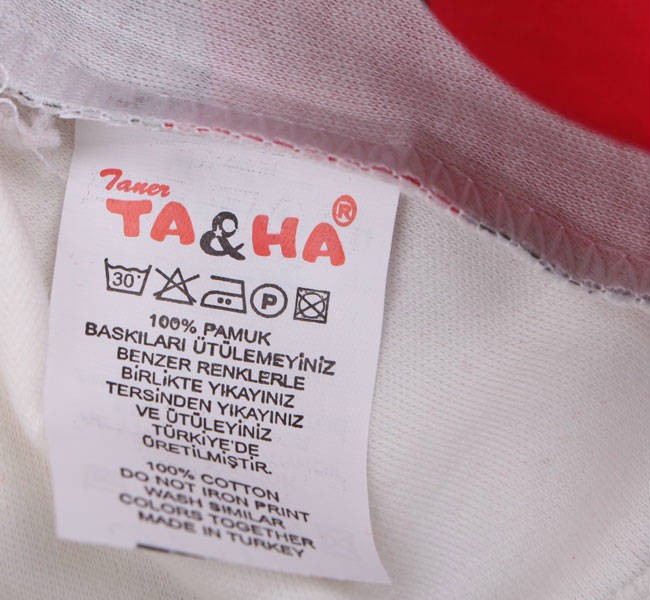 Taner
TA&HA®
30° P
100% PAMUK
BASKILARI ÜTÜLEMEYİNİZ
BENZER RENKLERLE
BİRLİKTE YIKAYINIZ
TERSİNDEN YIKAYINIZ
VE ÜTÜLEYİNİZ
TÜRKİYE'DE
ÜRETİLMİŞTİR.
100% COTTON
DO NOT IRON PRINT
WASH SIMILAR
COLORS TOGETHER
MADE IN TURKEY